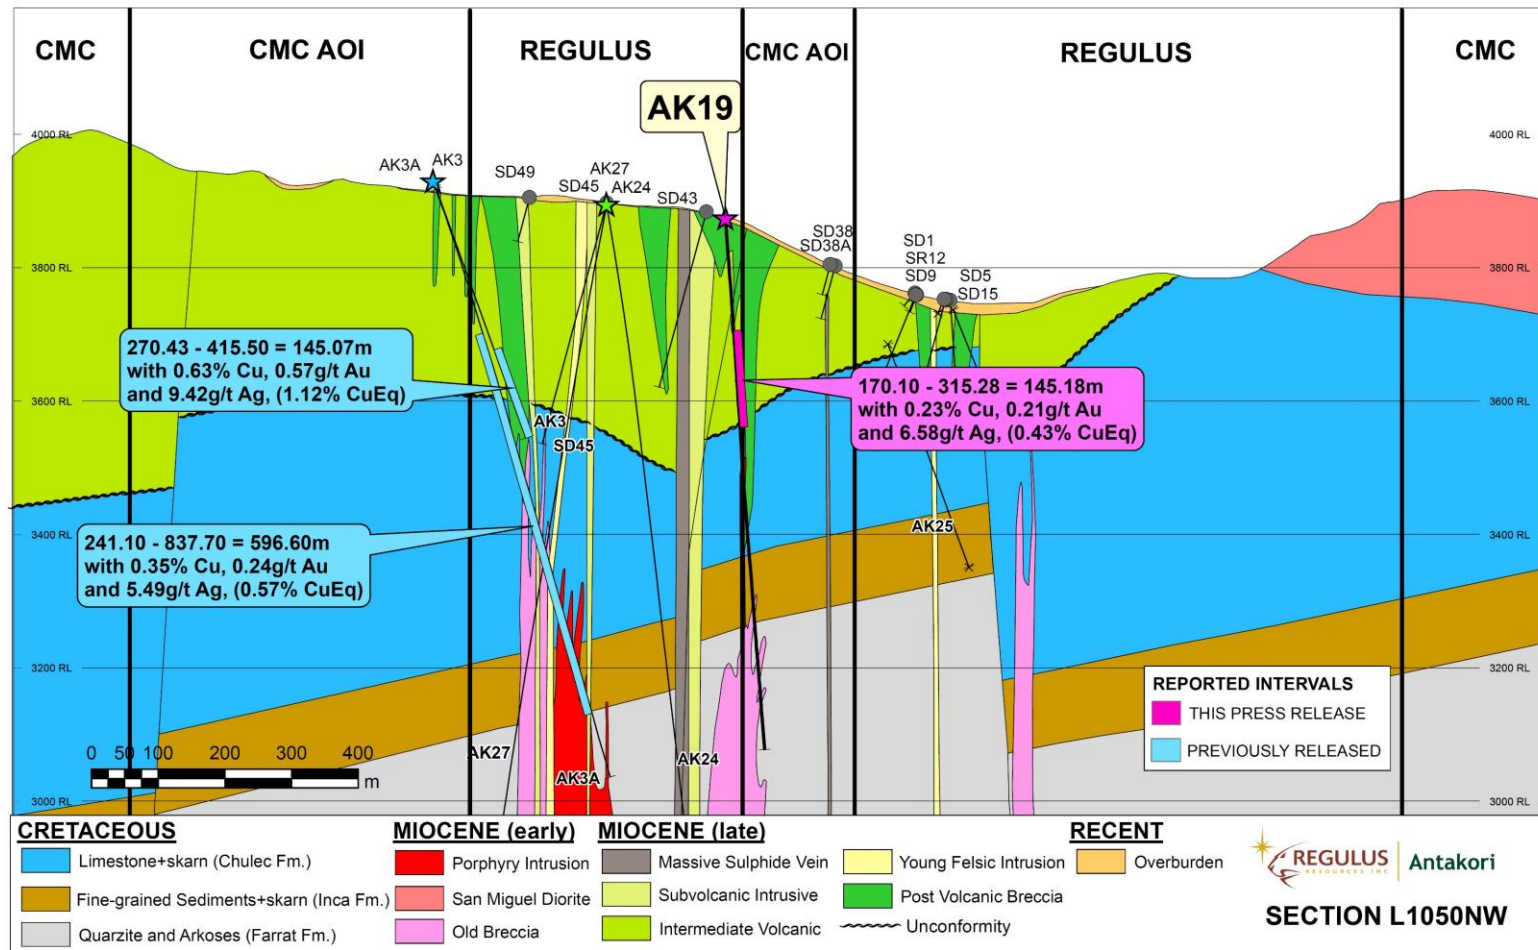 CMC
CMC AOI
REGULUS
CMC AOI
REGULUS
CMC
AK19
4000 RL
4000 RL
AK3A
AK3
SD49
SD45
AK27
AK24
SD43
SD38
SD38A
SD1
SR12
SD9
SD5
SD15
3800 RL
3800 RL
270.43 - 415.50 = 145.07m
with 0.63% Cu, 0.57g/t Au
and 9.42g/t Ag, (1.12% CuEq)
170.10 - 315.28 = 145.18m
with 0.23% Cu, 0.21g/t Au
and 6.58g/t Ag, (0.43% CuEq)
3600 RL
3600 RL
AK3
SD45
241.10 - 837.70 = 596.60m
with 0.35% Cu, 0.24g/t Au
and 5.49g/t Ag, (0.57% CuEq)
3400 RL
3400 RL
AK25
3200 RL
3200 RL
REPORTED INTERVALS
THIS PRESS RELEASE
PREVIOUSLY RELEASED
0 50 100 200 300 400
m
AK27
AK3A
AK24
3000 RL
3000 RL
CRETACEOUS
Limestone+skarn (Chulec Fm.)
Fine-grained Sediments+skarn (Inca Fm.)
Quarzite and Arkoses (Farrat Fm.)
MIOCENE (early)
Porphyry Intrusion
San Miguel Diorite
Old Breccia
MIOCENE (late)
Massive Sulphide Vein
Subvolcanic Intrusive
Intermediate Volcanic
Young Felsic Intrusion
Post Volcanic Breccia
Unconformity
RECENT
Overburden
REGULUS
RESOURCES INC
Antakori
SECTION L1050NW